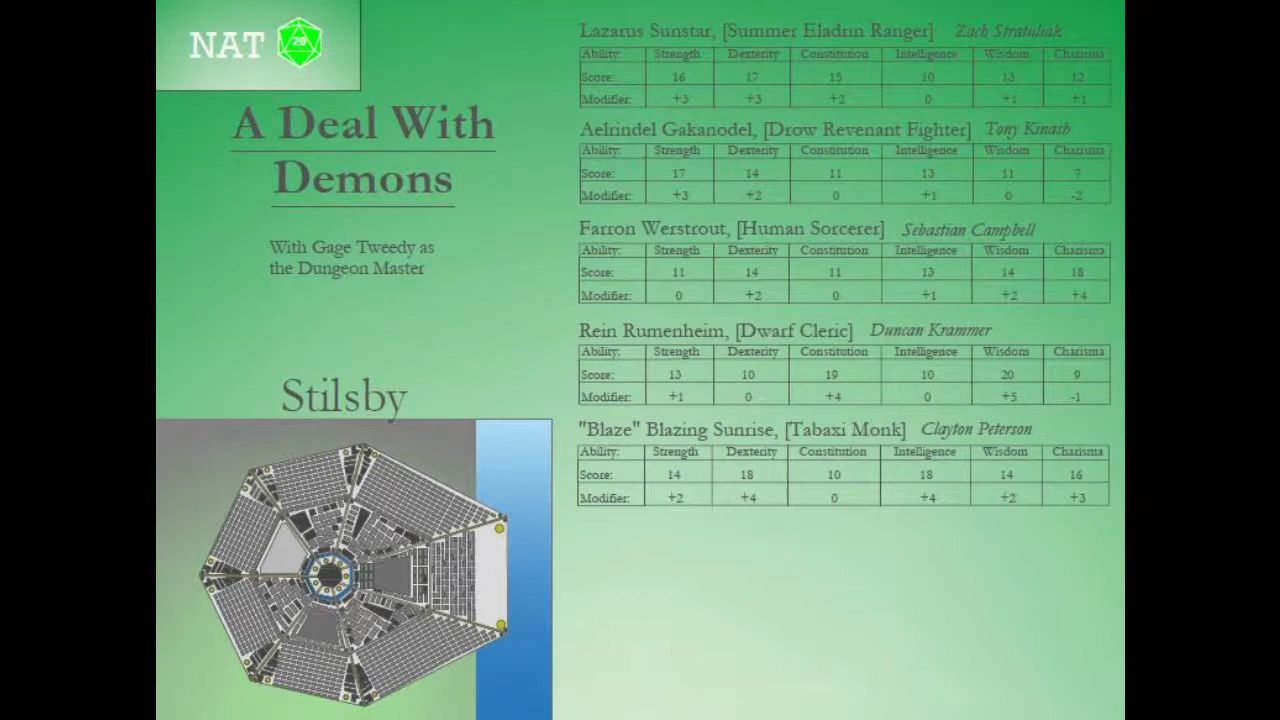 NAT 20
A Deal With
Demons
With Gage Tweedy as
the Dungeon Master
Stilsby
Lazarus Sunstar, [Summer Eladrin Ranger] Zach Stratuliak
Ability: Strength Dexterity Constitution Intelligence Wisdom Charisma
Score: 16 17 15 10 13 12
Modifier: +3 +3 +2 0 +1 +1
Aelrindel Gakanodel, [Drow Revenant Fighter] Tony Kinash
Ability: Strength Dexterity Constitution Intelligence Wisdom Charisma
Score: 17 14 11 13 11 7
Modifier: +3 +2 0 +1 0 -2
Farron Werstrout, [Human Sorcerer] Sebastian Campbell
Ability: Strength Dexterity Constitution Intelligence Wisdom Charisma
Score: 11 14 11 13 14 18
Modifier: 0 +2 0 +1 +2 +4
Rein Rumenheim, [Dwarf Cleric] Duncan Krammer
Ability: Strength Dexterity Constitution Intelligence Wisdom Charisma
Score: 13 10 19 10 20 9
Modifier: +1 0 +4 0 +5 -1
"Blaze" Blazing Sunrise, [Tabaxi Monk] Clayton Peterson
Ability: Strength Dexterity Constitution Intelligence Wisdom Charisma
Score: 14 18 10 18 14 16
Modifier: +2 +4 0 +4 +2 +3